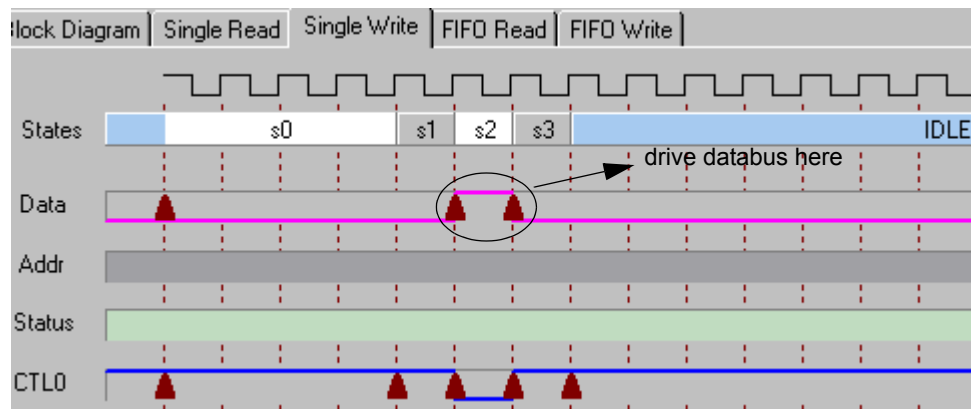 lock Diagram Single Read Single Write FIFO Read FIFO Write
States s0 s1 s2 s3 IDLE
drive databus here
Data
Addr
Status
CTL0